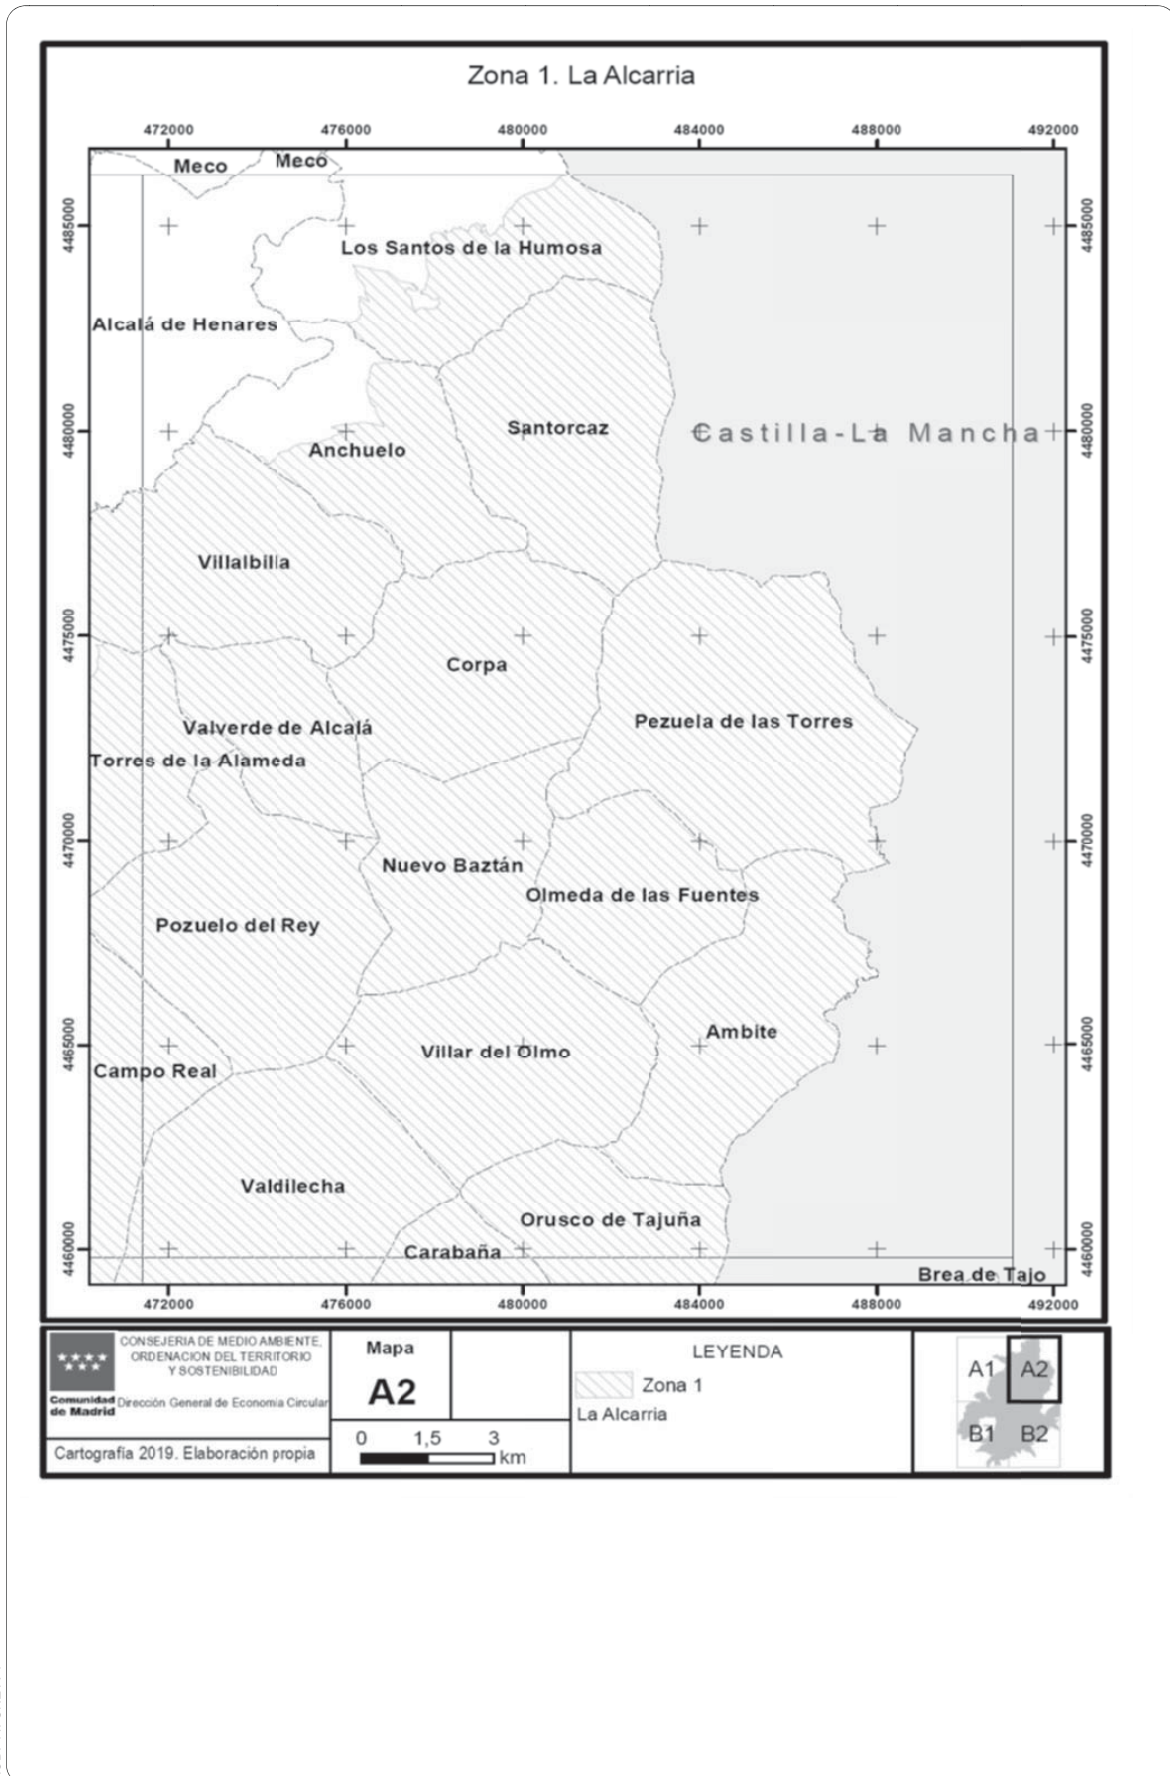 Zona 1. La Alcarria
472000 476000 480000 484000 488000 492000
Meco
Meco
4485000
4485000
Los Santos de la Humosa
Alcalá de Henares
Santorcaz
4480000
Castilla-La Mancha
4480000
Anchuelo
Villalbilla
4475000
4475000
Corpa
Pezuela de las Torres
Valverde de Alcalá
Torres de la Alameda
4470000
4470000
Nuevo Baztán
Olmeda de las Fuentes
Pozuelo del Rey
Ambite
4465000
4465000
Villar del Olmo
Campo Real
Valdilecha
Orusco de Tajuña
4460000
4460000
Carabaña
Brea de Tajo
472000 476000 480000 484000 488000 492000
CONSEJERIA DE MEDIO AMBIENTE,
ORDENACION DEL TERRITORIO
Y SOSTENIBILIDAD
Comunidad
de Madrid
Dirección General de Economia Circular
Cartografía 2019. Elaboración propia
Mapa
A2
0 1,5 3
km
LEYENDA
Zona 1
La Alcarria
A1 A2
B1 B2